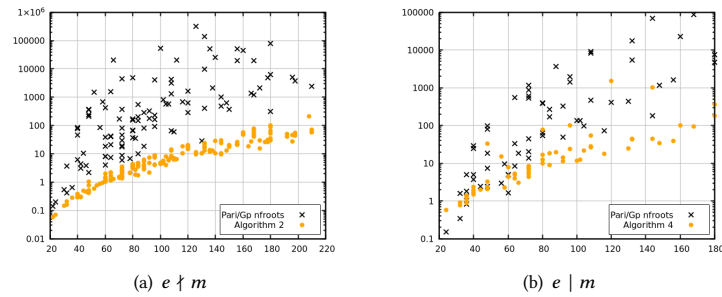 1×10⁶
100000
10000
1000
100
10
1
0.1
0.01
20 40 60 80 100 120 140 160 180 200 220
Pari/Gp nfroots
Algorithm 2
(a) e ∤ m
100000
10000
1000
100
10
1
0.1
20 40 60 80 100 120 140 160 180
Pari/Gp nfroots
Algorithm 4
(b) e | m